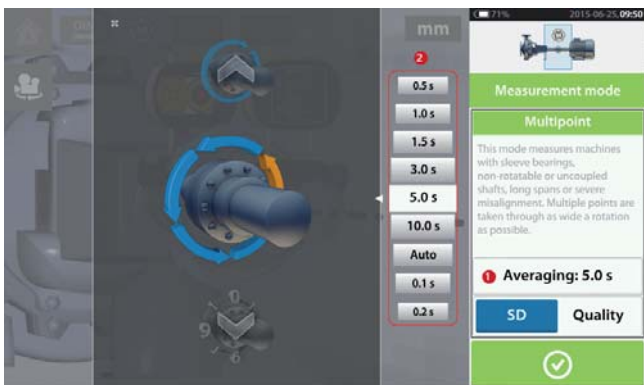 mm
71%
2015-06-25, 09:50
2
0.5 s
1.0 s
1.5 s
3.0 s
5.0 s
10.0 s
Auto
0.1 s
0.2 s
0
9
6
Measurement mode
Multipoint
This mode measures machines
with sleeve bearings,
non-rotatable or uncoupled
shafts, long spans or severe
misalignment. Multiple points are
taken through as wide a rotation
as possible.
1 Averaging: 5.0 s
SD
Quality